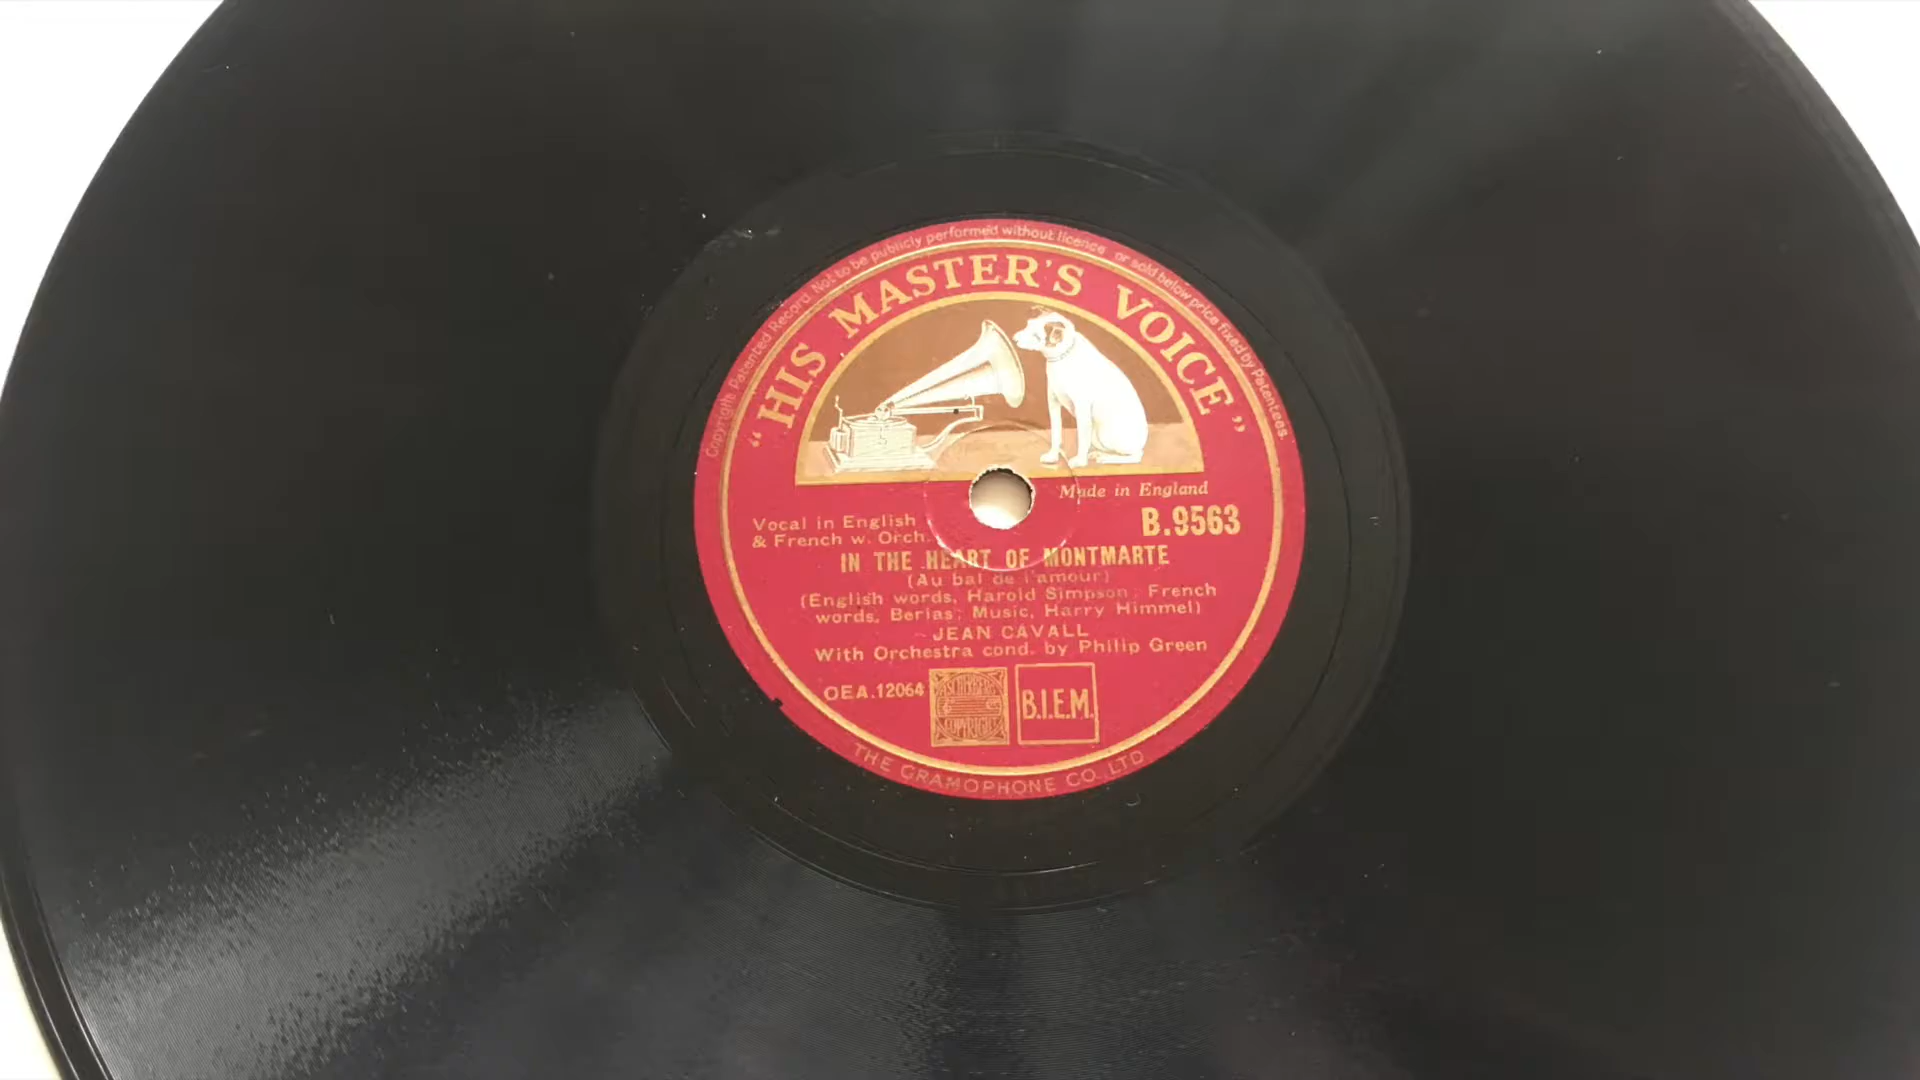 Copyright. Patented Record. Not to be publicly performed without licence or sold below price fixed by Patentees.
"HIS MASTER'S VOICE"
Made in England
Vocal in English
& French w. Orch.
B.9563
IN THE HEART OF MONTMARTE
(Au bal de l'amour)
(English words, Harold Simpson; French
words, Berias; Music, Harry Himmel)
JEAN CAVALL
With Orchestra cond. by Philip Green
OEA.12064
COPYRIGHT
B.I.E.M.
THE GRAMOPHONE CO. LTD